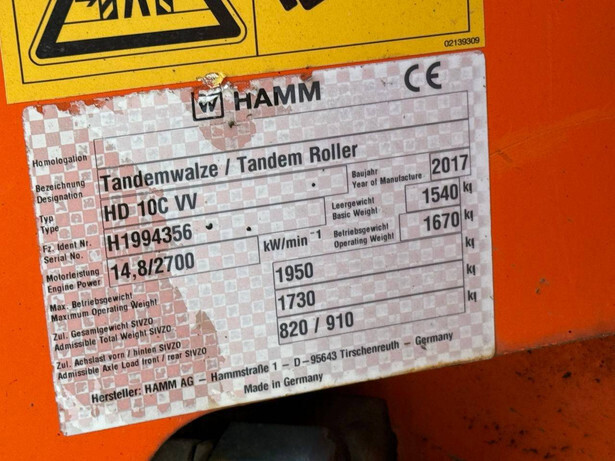 02139309
HAMM CE
Homologation
Bezeichnung
Designation
Tandemwalze / Tandem Roller
Typ
Type
HD 10C VV
Baujahr
Year of Manufacture
2017
Fz. Ident Nr.
Serial No.
H1994356
Leergewicht
Basic Weight
1540 kg
Motorleistung
Engine Power
14,8/2700 kW/min⁻¹
Betriebsgewicht
Operating Weight
1670 kg
Max. Betriebsgewicht
Maximum Operating Weight
1950 kg
Zul. Gesamtgewicht StVZO
Admissible Total Weight StVZO
1730 kg
Zul. Achslast vorn / hinten StVZO
Admissible Axle Load front / rear StVZO
820 / 910 kg
Hersteller: HAMM AG – Hammstraße 1 – D–95643 Tirschenreuth – Germany
Made in Germany